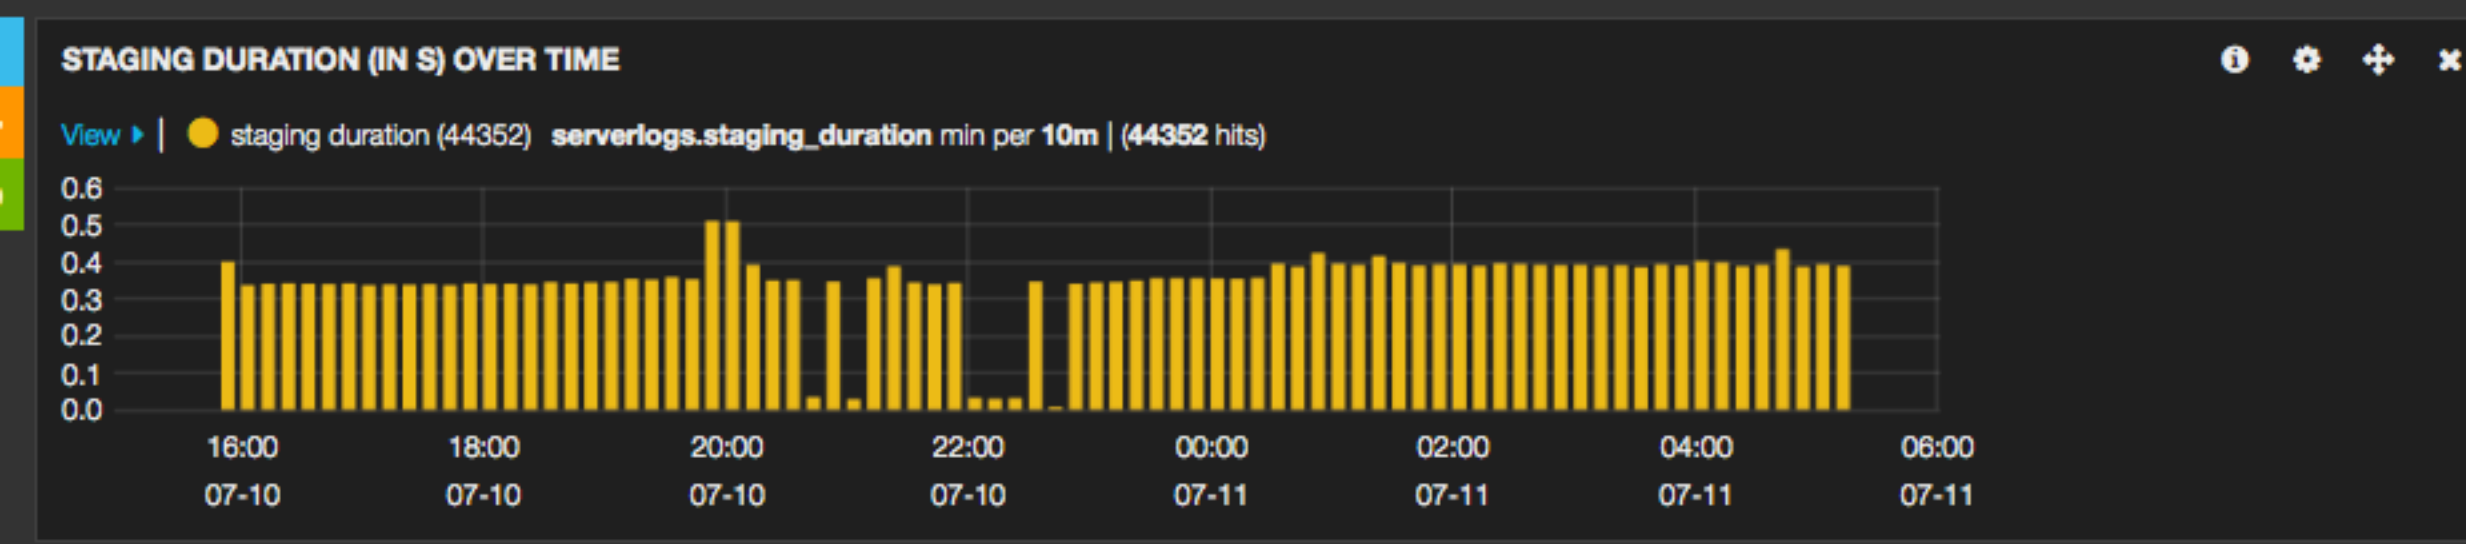 STAGING DURATION (IN S) OVER TIME
View | staging duration (44352) serverlogs.staging_duration min per 10m | (44352 hits)
0.6
0.5
0.4
0.3
0.2
0.1
0.0
16:00 18:00 20:00 22:00 00:00 02:00 04:00 06:00
07-10 07-10 07-10 07-10 07-11 07-11 07-11 07-11